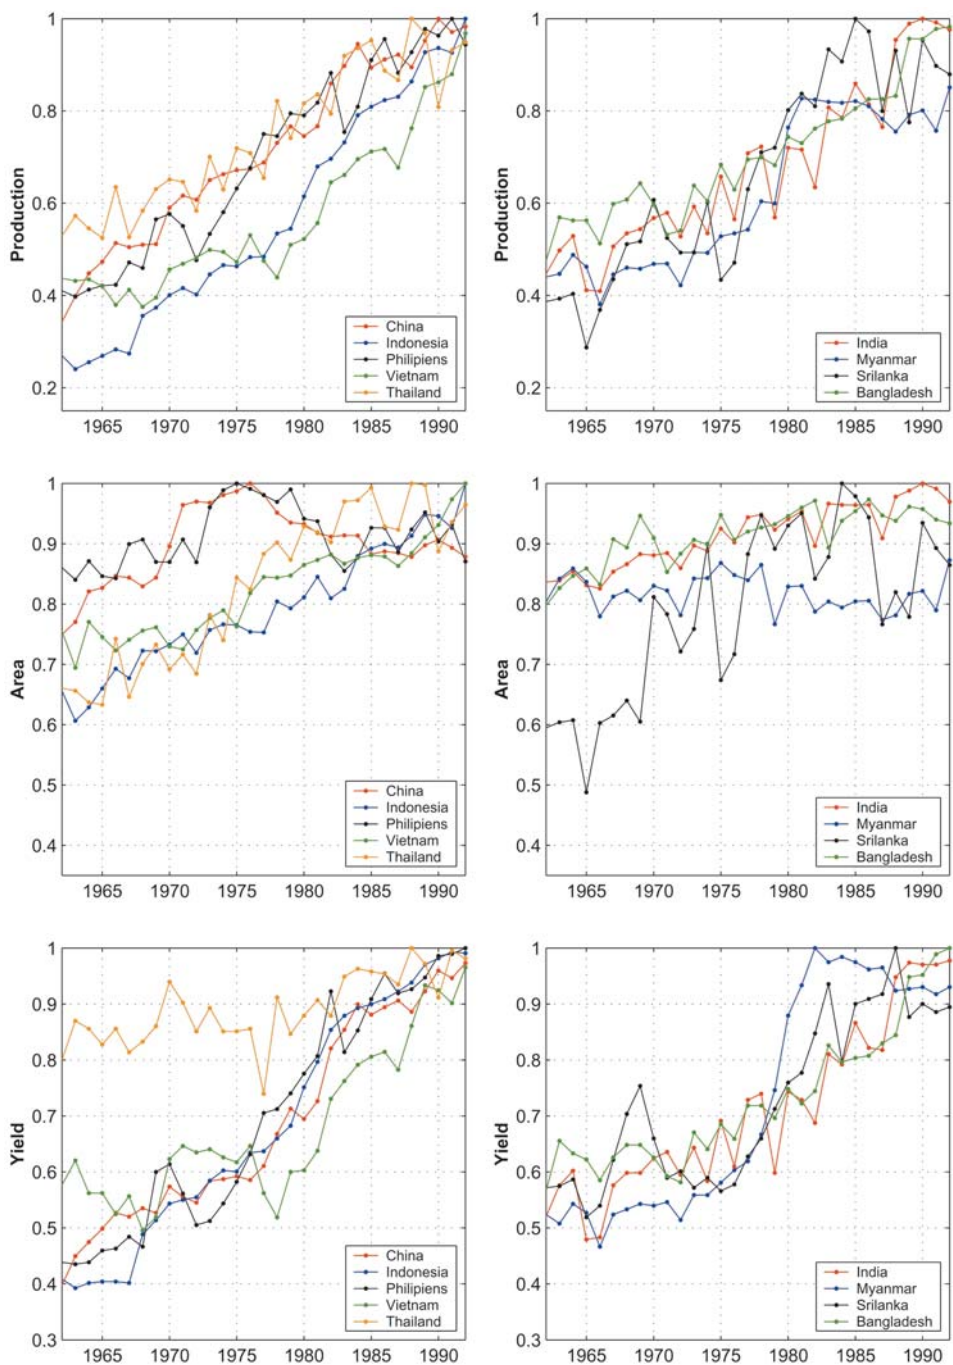 1
0.8
0.6
0.4
0.2
Production
China
Indonesia
Philipiens
Vietnam
Thailand
1965 1970 1975 1980 1985 1990
1
0.8
0.6
0.4
0.2
Production
India
Myanmar
Srilanka
Bangladesh
1965 1970 1975 1980 1985 1990
1
0.9
0.8
0.7
0.6
0.5
0.4
Area
China
Indonesia
Philipiens
Vietnam
Thailand
1965 1970 1975 1980 1985 1990
1
0.9
0.8
0.7
0.6
0.5
0.4
Area
India
Myanmar
Srilanka
Bangladesh
1965 1970 1975 1980 1985 1990
1
0.9
0.8
0.7
0.6
0.5
0.4
0.3
Yield
China
Indonesia
Philipiens
Vietnam
Thailand
1965 1970 1975 1980 1985 1990
1
0.9
0.8
0.7
0.6
0.5
0.4
0.3
Yield
India
Myanmar
Srilanka
Bangladesh
1965 1970 1975 1980 1985 1990